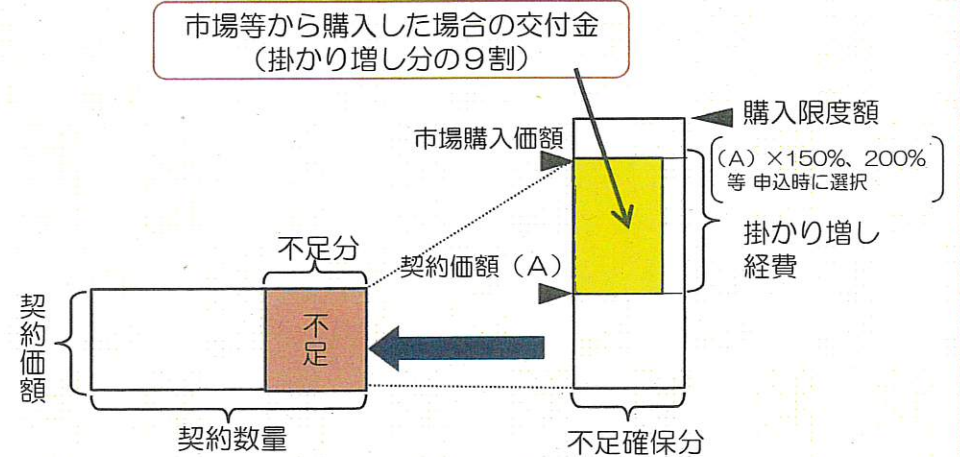 市場等から購入した場合の交付金
（掛かり増し分の９割）
購入限度額
市場購入価額
（A）×150%、200%
等 申込時に選択
掛かり増し
経費
不足分
契約価額（A）
契約価額
不足
契約数量
不足確保分